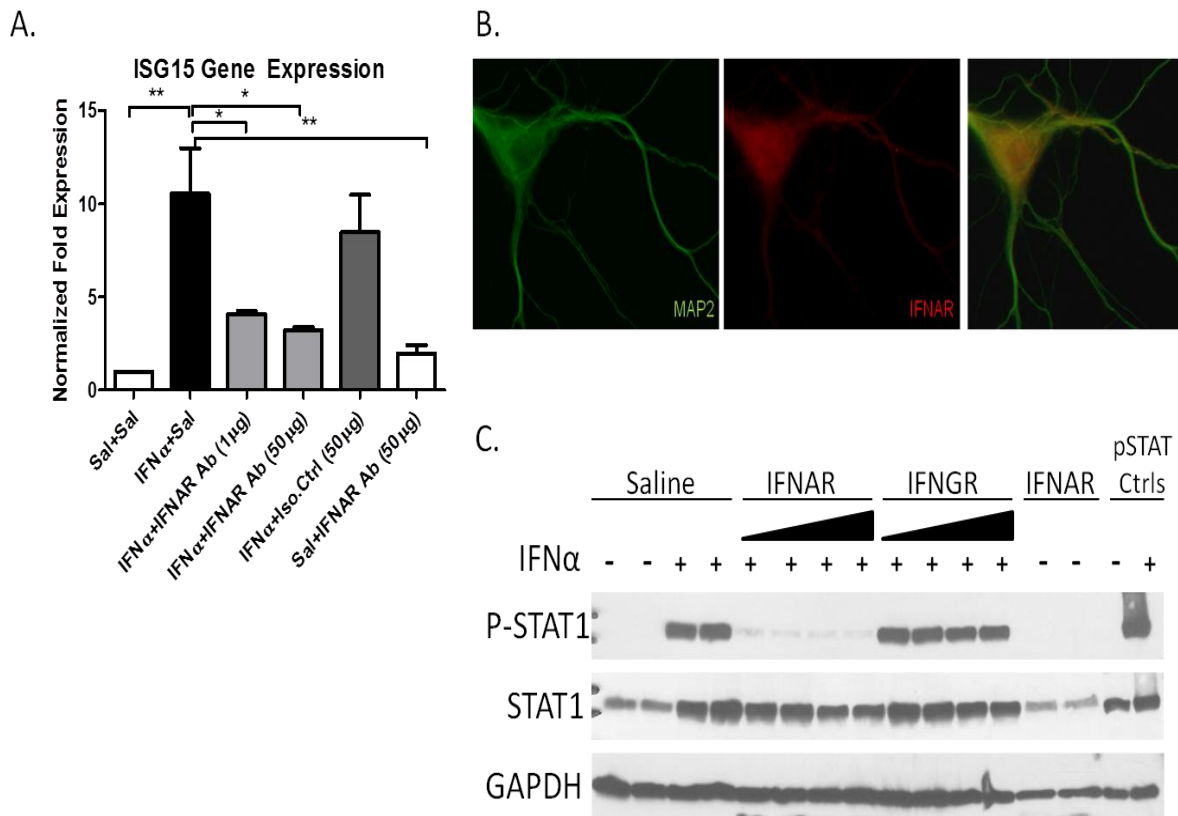 A.
ISG15 Gene Expression
**
*
*
**
Normalized Fold Expression
15
10
5
0
Sal+Sal
IFNα+Sal
IFNα+IFNAR Ab (1µg)
IFNα+IFNAR Ab (50µg)
IFNα+Iso.Ctrl (50µg)
Sal+IFNAR Ab (50µg)
B.
MAP2
IFNAR
C.
Saline IFNAR IFNGR IFNAR pSTAT Ctrls
IFNα - - + + + + + + + + + + - - - +
P-STAT1
STAT1
GAPDH